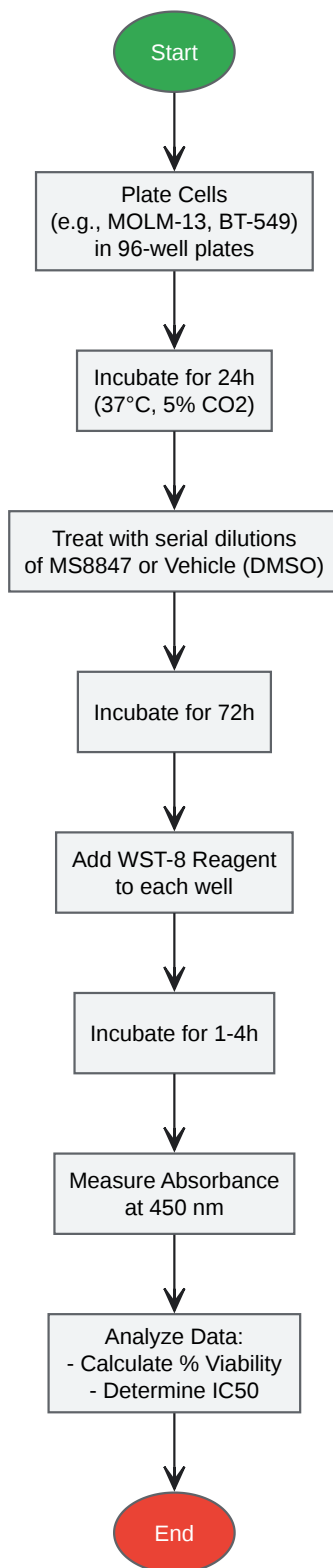 Start
Plate Cells
(e.g., MOLM-13, BT-549)
in 96-well plates
Incubate for 24h
(37°C, 5% CO2)
Treat with serial dilutions
of MS8847 or Vehicle (DMSO)
Incubate for 72h
Add WST-8 Reagent
to each well
Incubate for 1-4h
Measure Absorbance
at 450 nm
Analyze Data:
- Calculate % Viability
- Determine IC50
End